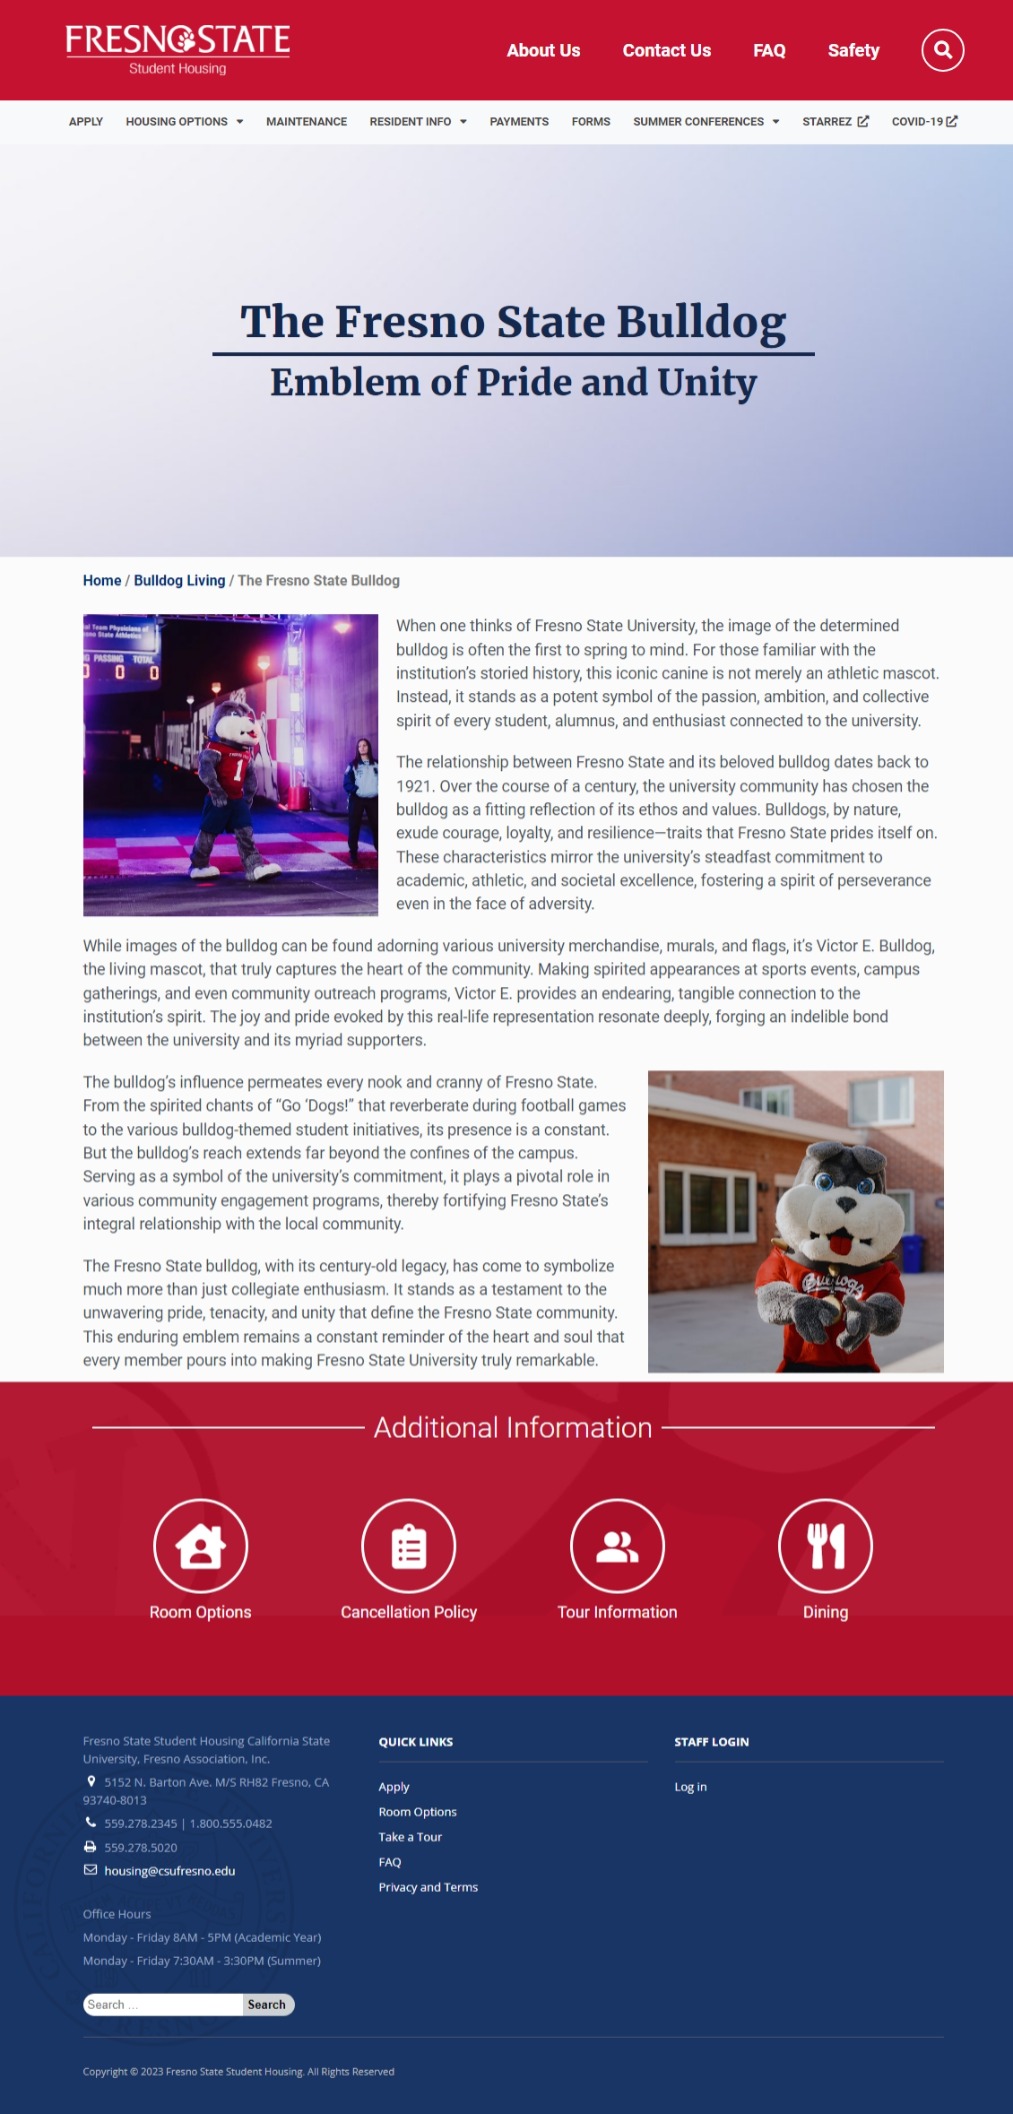 FRESNO STATE
Student Housing
About Us
Contact Us
FAQ
Safety
APPLY
HOUSING OPTIONS
MAINTENANCE
RESIDENT INFO
PAYMENTS
FORMS
SUMMER CONFERENCES
STARREZ
COVID-19
The Fresno State Bulldog
Emblem of Pride and Unity
Home / Bulldog Living / The Fresno State Bulldog
PASSING TOTAL
0 0 0
1
When one thinks of Fresno State University, the image of the determined
bulldog is often the first to spring to mind. For those familiar with the
institution’s storied history, this iconic canine is not merely an athletic mascot.
Instead, it stands as a potent symbol of the passion, ambition, and collective
spirit of every student, alumnus, and enthusiast connected to the university.
The relationship between Fresno State and its beloved bulldog dates back to
1921. Over the course of a century, the university community has chosen the
bulldog as a fitting reflection of its ethos and values. Bulldogs, by nature,
exude courage, loyalty, and resilience—traits that Fresno State prides itself on.
These characteristics mirror the university’s steadfast commitment to
academic, athletic, and societal excellence, fostering a spirit of perseverance
even in the face of adversity.
While images of the bulldog can be found adorning various university merchandise, murals, and flags, it’s Victor E. Bulldog,
the living mascot, that truly captures the heart of the community. Making spirited appearances at sports events, campus
gatherings, and even community outreach programs, Victor E. provides an endearing, tangible connection to the
institution’s spirit. The joy and pride evoked by this real-life representation resonate deeply, forging an indelible bond
between the university and its myriad supporters.
The bulldog’s influence permeates every nook and cranny of Fresno State.
From the spirited chants of “Go ’Dogs!” that reverberate during football games
to the various bulldog-themed student initiatives, its presence is a constant.
But the bulldog’s reach extends far beyond the confines of the campus.
Serving as a symbol of the university’s commitment, it plays a pivotal role in
various community engagement programs, thereby fortifying Fresno State’s
integral relationship with the local community.
The Fresno State bulldog, with its century-old legacy, has come to symbolize
much more than just collegiate enthusiasm. It stands as a testament to the
unwavering pride, tenacity, and unity that define the Fresno State community.
This enduring emblem remains a constant reminder of the heart and soul that
every member pours into making Fresno State University truly remarkable.
Bulldogs
Additional Information
Room Options
Cancellation Policy
Tour Information
Dining
Fresno State Student Housing California State
University, Fresno Association, Inc.
5152 N. Barton Ave. M/S RH82 Fresno, CA
93740-8013
559.278.2345 | 1.800.555.0482
559.278.5020
housing@csufresno.edu
Office Hours
Monday - Friday 8AM - 5PM (Academic Year)
Monday - Friday 7:30AM - 3:30PM (Summer)
Search ...
Search
QUICK LINKS
Apply
Room Options
Take a Tour
FAQ
Privacy and Terms
STAFF LOGIN
Log in
Copyright © 2023 Fresno State Student Housing. All Rights Reserved